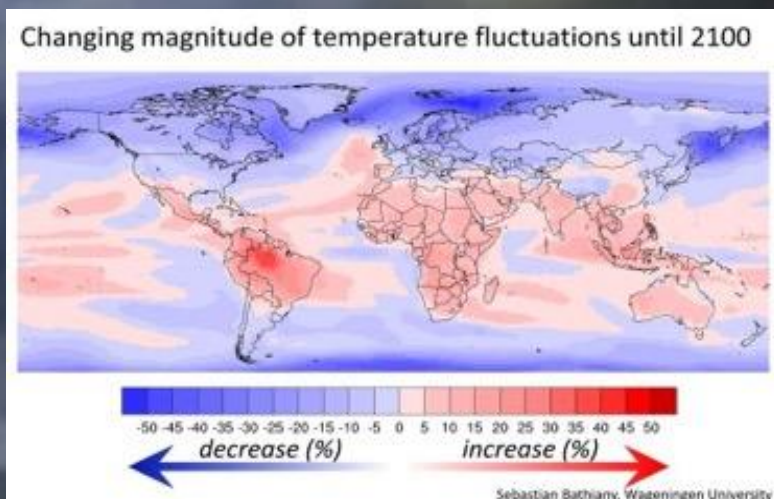 Changing magnitude of temperature fluctuations until 2100
-50 -45 -40 -35 -30 -25 -20 -15 -10 -5 0 5 10 15 20 25 30 35 40 45 50
decrease (%) increase (%)
Sebastian Bathiany, Wageningen University